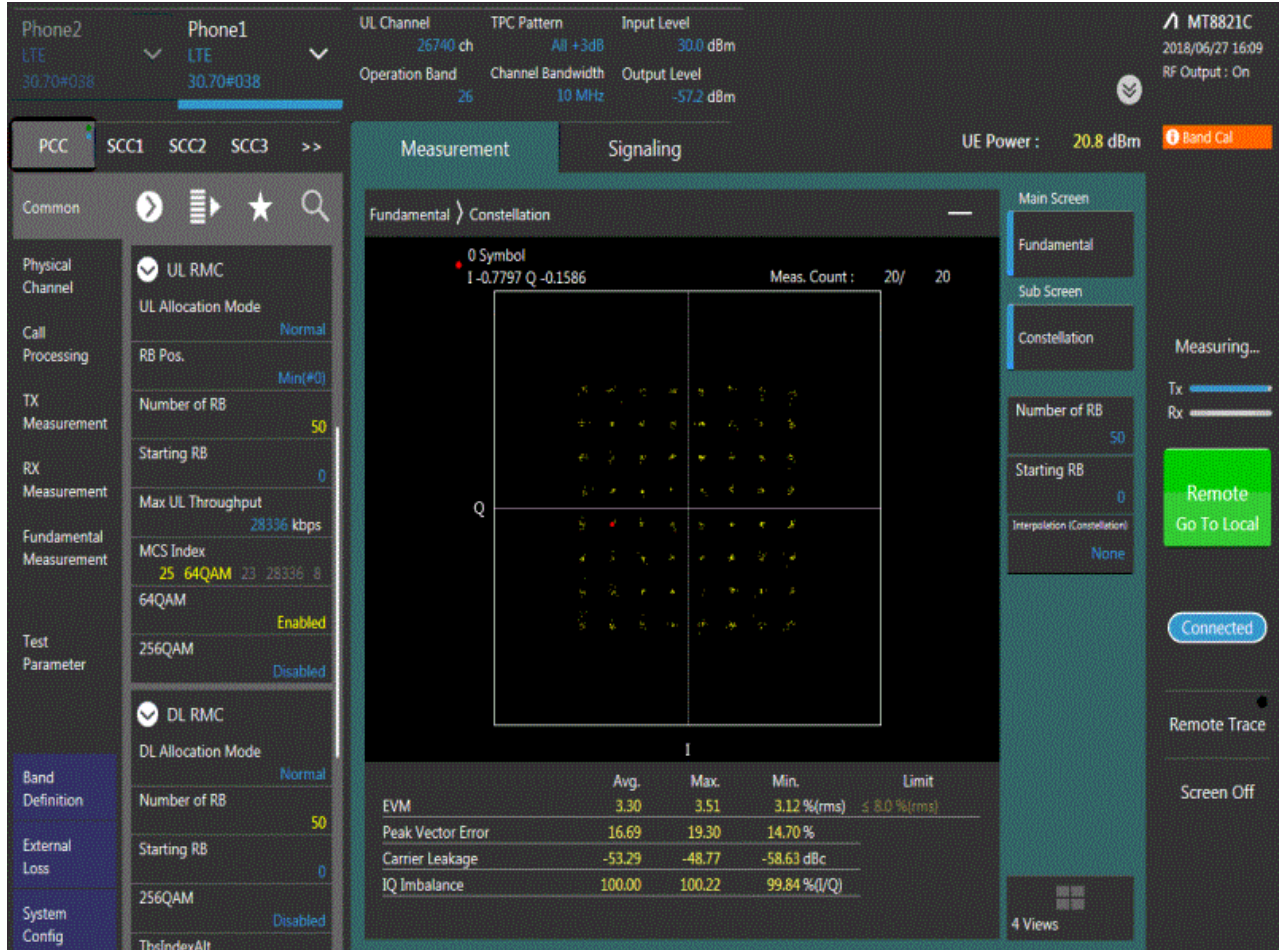 Phone2
LTE
30.70#038
Phone1
LTE
30.70#038
UL Channel
26740 ch
TPC Pattern
All +3dB
Input Level
30.0 dBm
Operation Band
26
Channel Bandwidth
10 MHz
Output Level
-57.2 dBm
MT8821C
2018/06/27 16:09
RF Output : On
PCC SCC1 SCC2 SCC3 >>
Measurement
Signaling
UE Power : 20.8 dBm
Band Cal
Common
Physical
Channel
Call
Processing
TX
Measurement
RX
Measurement
Fundamental
Measurement
Test
Parameter
Band
Definition
External
Loss
System
Config
UL RMC
UL Allocation Mode
Normal
RB Pos.
Min(#0)
Number of RB
50
Starting RB
0
Max UL Throughput
28336 kbps
MCS Index
25 64QAM 23 28336 8
64QAM
Enabled
256QAM
Disabled
DL RMC
DL Allocation Mode
Normal
Number of RB
50
Starting RB
0
256QAM
Disabled
TbsIndexAlt
Fundamental 〉 Constellation
0 Symbol
I -0.7797 Q -0.1586
Meas. Count : 20/ 20
Q
I
Avg. Max. Min. Limit
EVM 3.30 3.51 3.12 %(rms) ≤ 8.0 %(rms)
Peak Vector Error 16.69 19.30 14.70 %
Carrier Leakage -53.29 -48.77 -58.63 dBc
IQ Imbalance 100.00 100.22 99.84 %(I/Q)
Main Screen
Fundamental
Sub Screen
Constellation
Number of RB
50
Starting RB
0
Interpolation (Constellation)
None
4 Views
Measuring...
Tx
Rx
Remote
Go To Local
Connected
Remote Trace
Screen Off